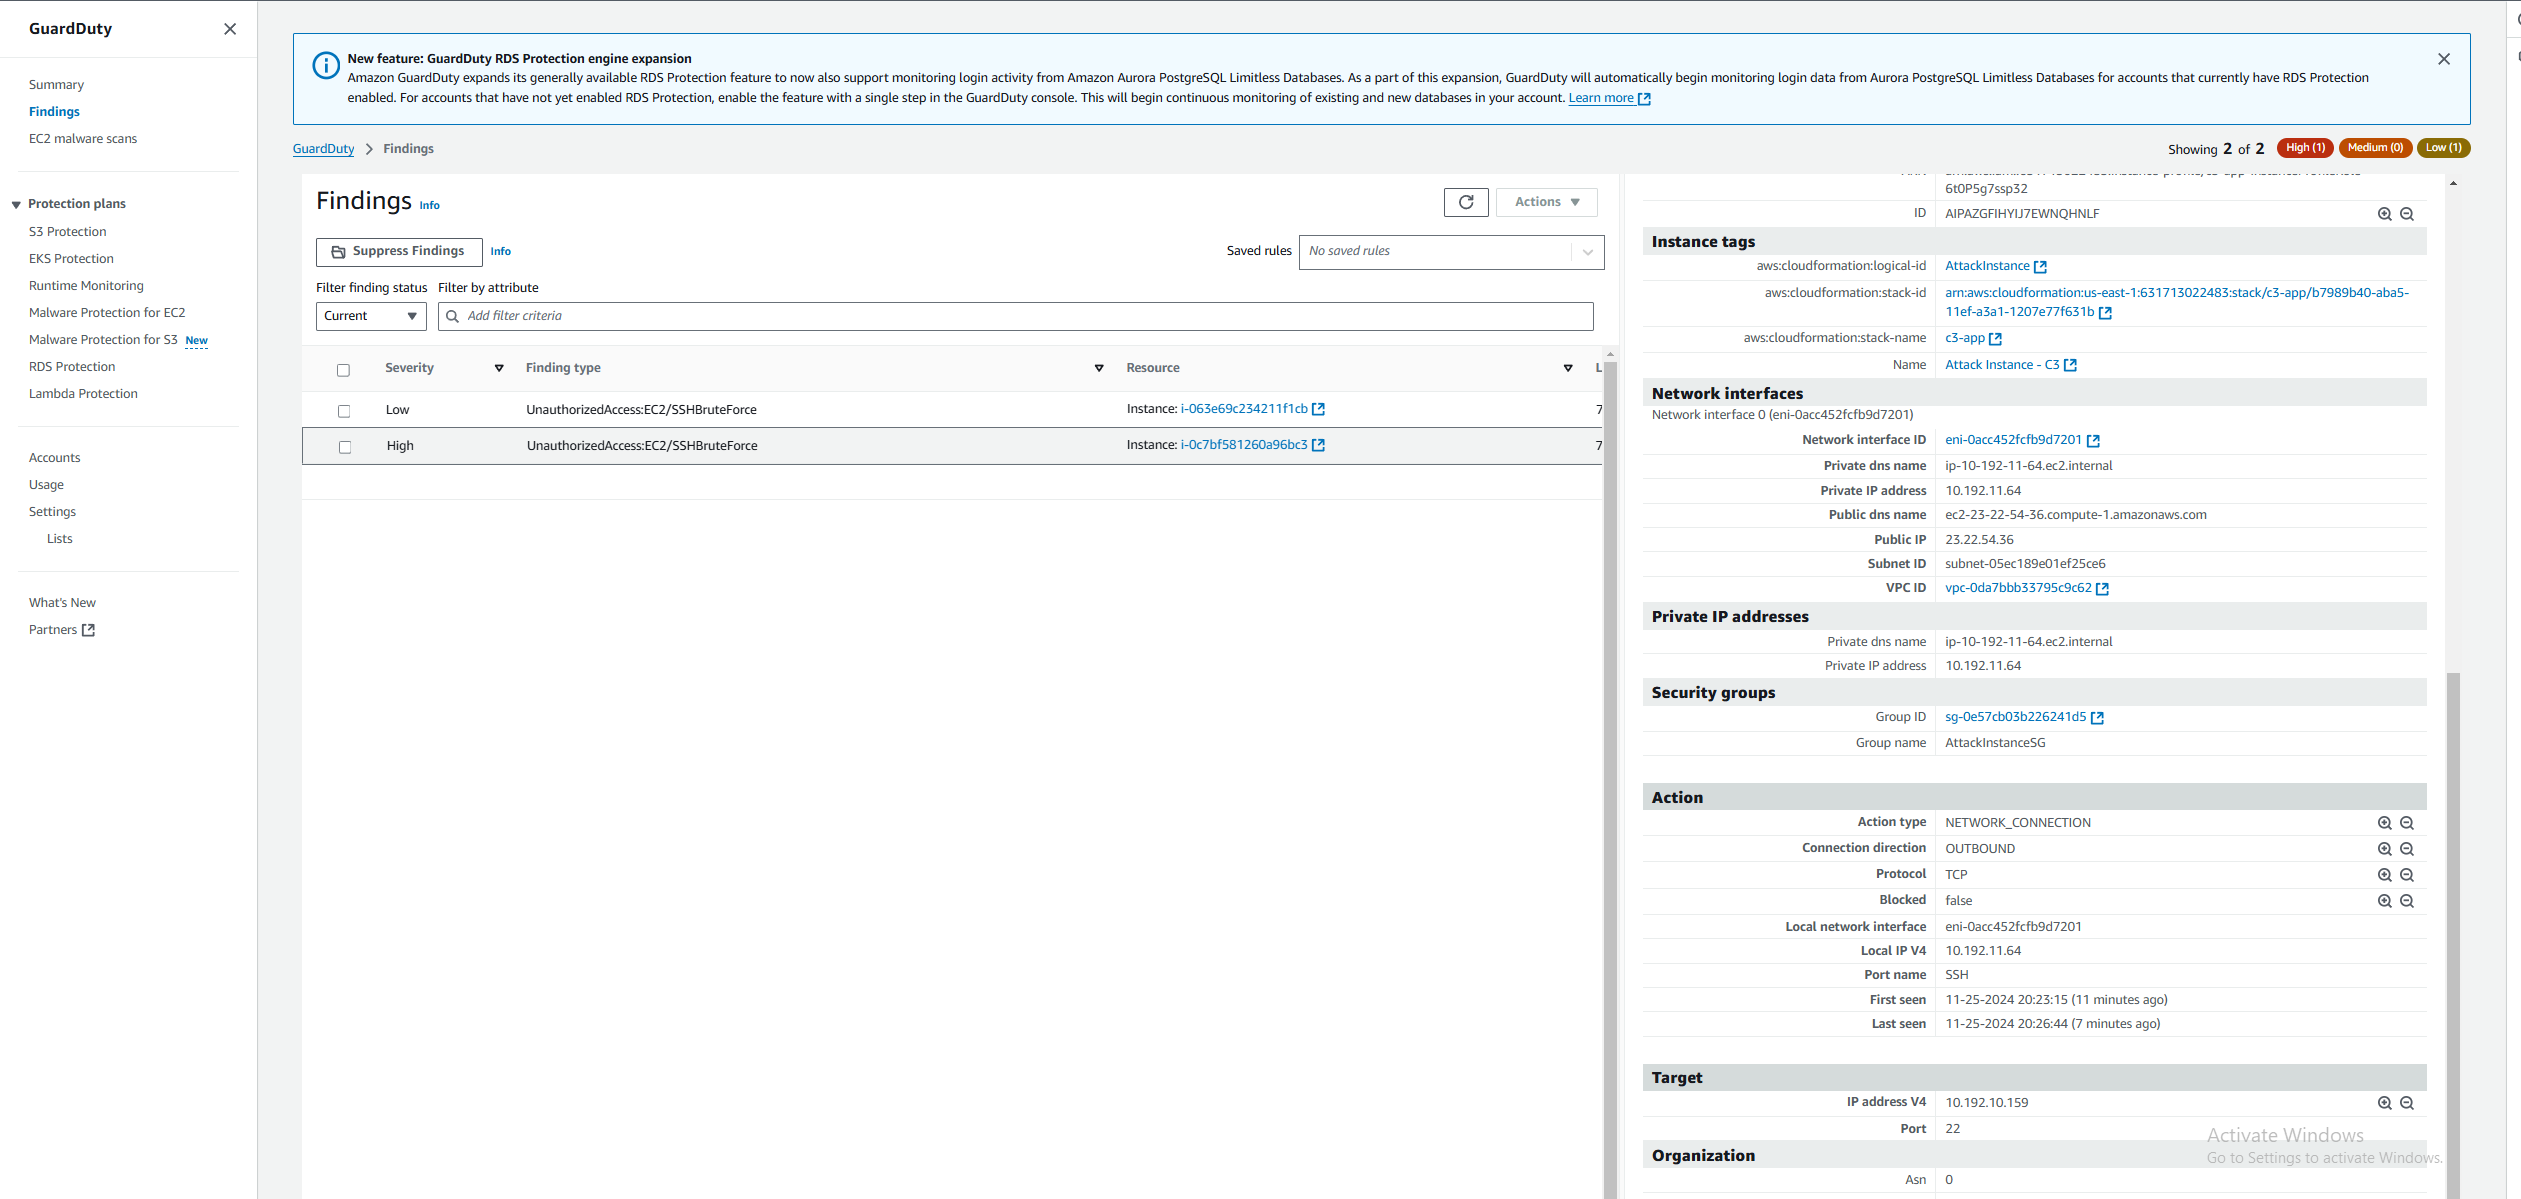 GuardDuty
Summary
Findings
EC2 malware scans
Protection plans
S3 Protection
EKS Protection
Runtime Monitoring
Malware Protection for EC2
Malware Protection for S3 New
RDS Protection
Lambda Protection
Accounts
Usage
Settings
Lists
What's New
Partners
New feature: GuardDuty RDS Protection engine expansion
Amazon GuardDuty expands its generally available RDS Protection feature to now also support monitoring login activity from Amazon Aurora PostgreSQL Limitless Databases. As a part of this expansion, GuardDuty will automatically begin monitoring login data from Aurora PostgreSQL Limitless Databases for accounts that currently have RDS Protection
enabled. For accounts that have not yet enabled RDS Protection, enable the feature with a single step in the GuardDuty console. This will begin continuous monitoring of existing and new databases in your account. Learn more
GuardDuty > Findings
Showing 2 of 2 High (1) Medium (0) Low (1)
Findings Info
Actions
Suppress Findings Info
Saved rules No saved rules
Filter finding status Filter by attribute
Current Add filter criteria
Severity Finding type Resource L
Low UnauthorizedAccess:EC2/SSHBruteForce Instance: i-063e69c234211f1cb 7
High UnauthorizedAccess:EC2/SSHBruteForce Instance: i-0c7bf581260a96bc3 7
6t0P5g7ssp32
ID AIPAZGFIHYIJ7EWNQHNLF
Instance tags
aws:cloudformation:logical-id AttackInstance
aws:cloudformation:stack-id arn:aws:cloudformation:us-east-1:631713022483:stack/c3-app/b7989b40-aba5-
11ef-a3a1-1207e77f631b
aws:cloudformation:stack-name c3-app
Name Attack Instance - C3
Network interfaces
Network interface 0 (eni-0acc452fcfb9d7201)
Network interface ID eni-0acc452fcfb9d7201
Private dns name ip-10-192-11-64.ec2.internal
Private IP address 10.192.11.64
Public dns name ec2-23-22-54-36.compute-1.amazonaws.com
Public IP 23.22.54.36
Subnet ID subnet-05ec189e01ef25ce6
VPC ID vpc-0da7bbb33795c9c62
Private IP addresses
Private dns name ip-10-192-11-64.ec2.internal
Private IP address 10.192.11.64
Security groups
Group ID sg-0e57cb03b226241d5
Group name AttackInstanceSG
Action
Action type NETWORK_CONNECTION
Connection direction OUTBOUND
Protocol TCP
Blocked false
Local network interface eni-0acc452fcfb9d7201
Local IP V4 10.192.11.64
Port name SSH
First seen 11-25-2024 20:23:15 (11 minutes ago)
Last seen 11-25-2024 20:26:44 (7 minutes ago)
Target
IP address V4 10.192.10.159
Port 22
Organization
Asn 0
Activate Windows
Go to Settings to activate Windows.